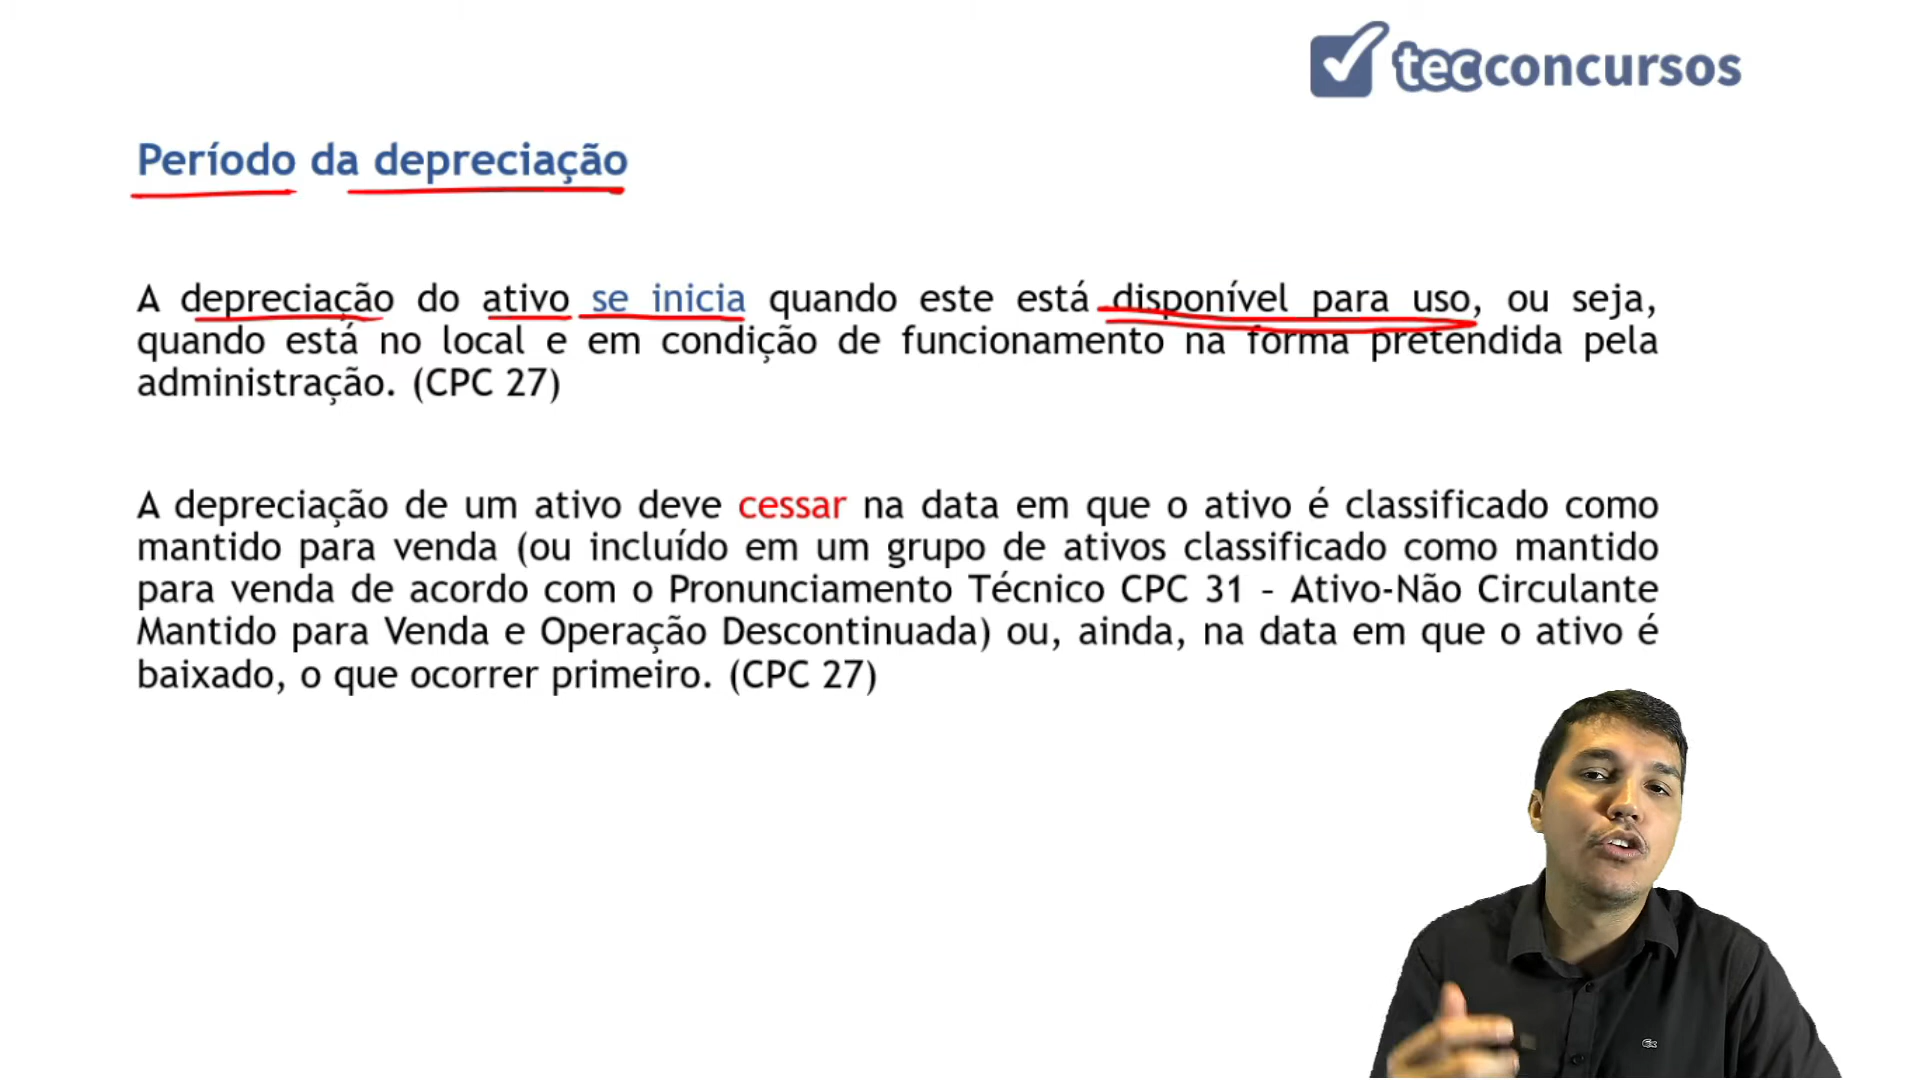 tecconcursos
Período da depreciação
A depreciação do ativo se inicia quando este está disponível para uso, ou seja,
quando está no local e em condição de funcionamento na forma pretendida pela
administração. (CPC 27)
A depreciação de um ativo deve cessar na data em que o ativo é classificado como
mantido para venda (ou incluído em um grupo de ativos classificado como mantido
para venda de acordo com o Pronunciamento Técnico CPC 31 – Ativo-Não Circulante
Mantido para Venda e Operação Descontinuada) ou, ainda, na data em que o ativo é
baixado, o que ocorrer primeiro. (CPC 27)